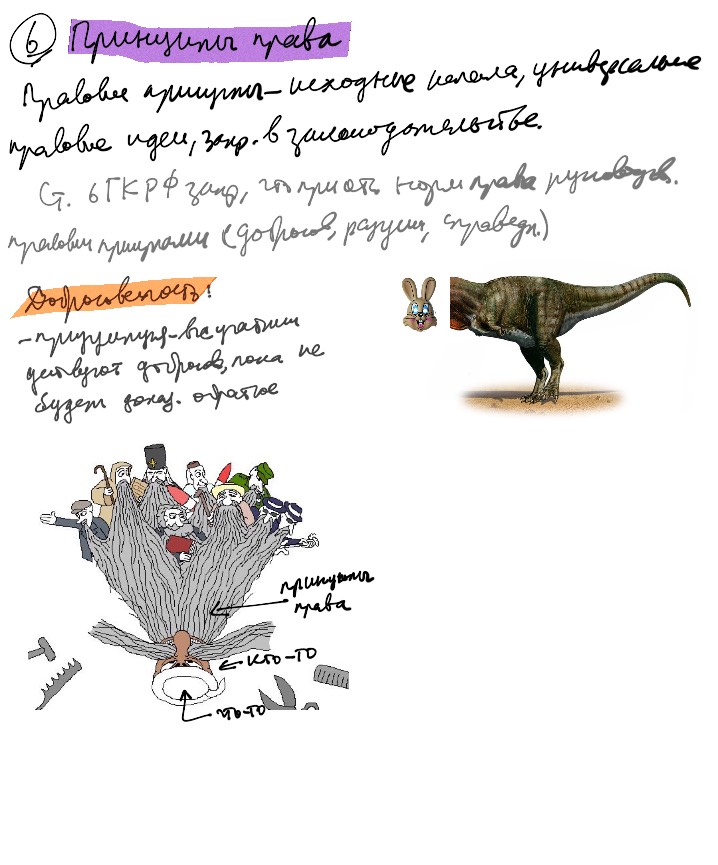 6 Принципы права
Правовые принципы – исходные начала, универсальные
правовые идеи, закр. в законодательстве.
Ст. 6 ГК РФ закр, что при отс норм права руководств.
правовыми принципами (добросов, разумн, справедл.)
Добросовестность!
- презумпция - все участники
действуют добросов, пока не
будет доказ. обратное
принципы
права
кто-то
что-то